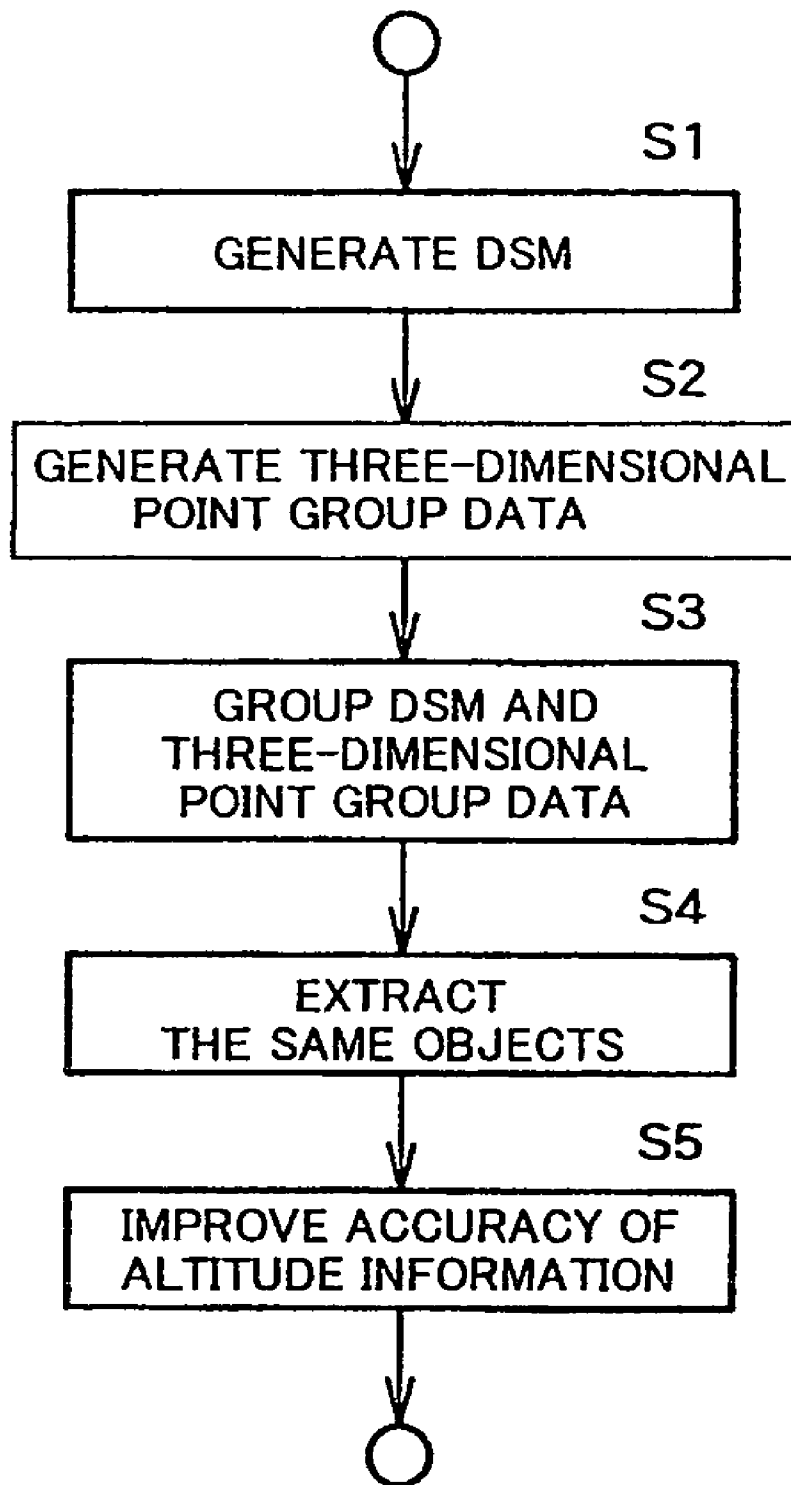 S1
GENERATE DSM
S2
GENERATE THREE-DIMENSIONAL
POINT GROUP DATA
S3
GROUP DSM AND
THREE-DIMENSIONAL
POINT GROUP DATA
S4
EXTRACT
THE SAME OBJECTS
S5
IMPROVE ACCURACY OF
ALTITUDE INFORMATION